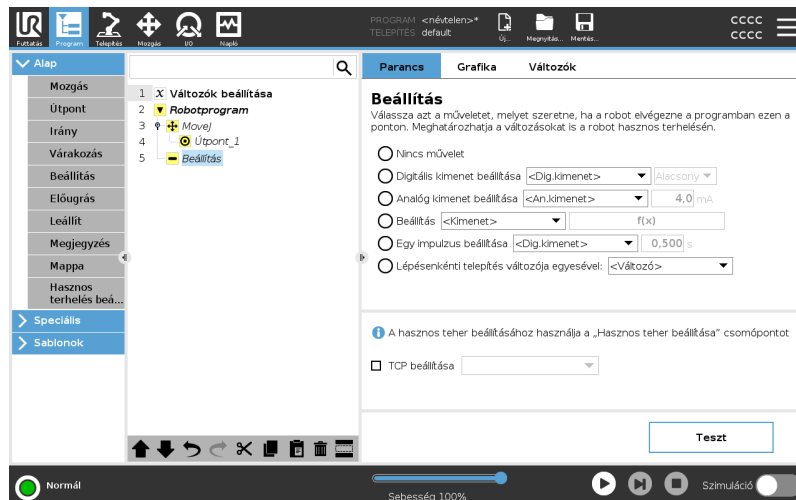 UR
Futtatás
Program
Telepítés
Mozgás
I/O
Napló
PROGRAM <névtelen>*
TELEPÍTÉS default
Új...
Megnyitás...
Mentés...
CCCC
CCCC
Alap
Mozgás
Útpont
Irány
Várakozás
Beállítás
Előugrás
Leállít
Megjegyzés
Mappa
Hasznos
terhelés beá...
Speciális
Sablonok
1 X Változók beállítása
2 Robotprogram
3 MoveJ
4 Útpont_1
5 Beállítás
Parancs Grafika Változók
Beállítás
Válassza azt a műveletet, melyet szeretne, ha a robot elvégezne a programban ezen a
ponton. Meghatározhatja a változásokat is a robot hasznos terhelésén.
Nincs művelet
Digitális kimenet beállítása <Dig.kimenet> Alacsony
Analóg kimenet beállítása <An.kimenet> 4,0 mA
Beállítás <Kimenet> f(x)
Egy impulzus beállítása <Dig.kimenet> 0,500 s
Lépésenkénti telepítés változója egyesével: <Változó>
A hasznos teher beállításához használja a „Hasznos teher beállítása” csomópontot
TCP beállítása
Teszt
Normál
Sebesség 100%
Szimuláció